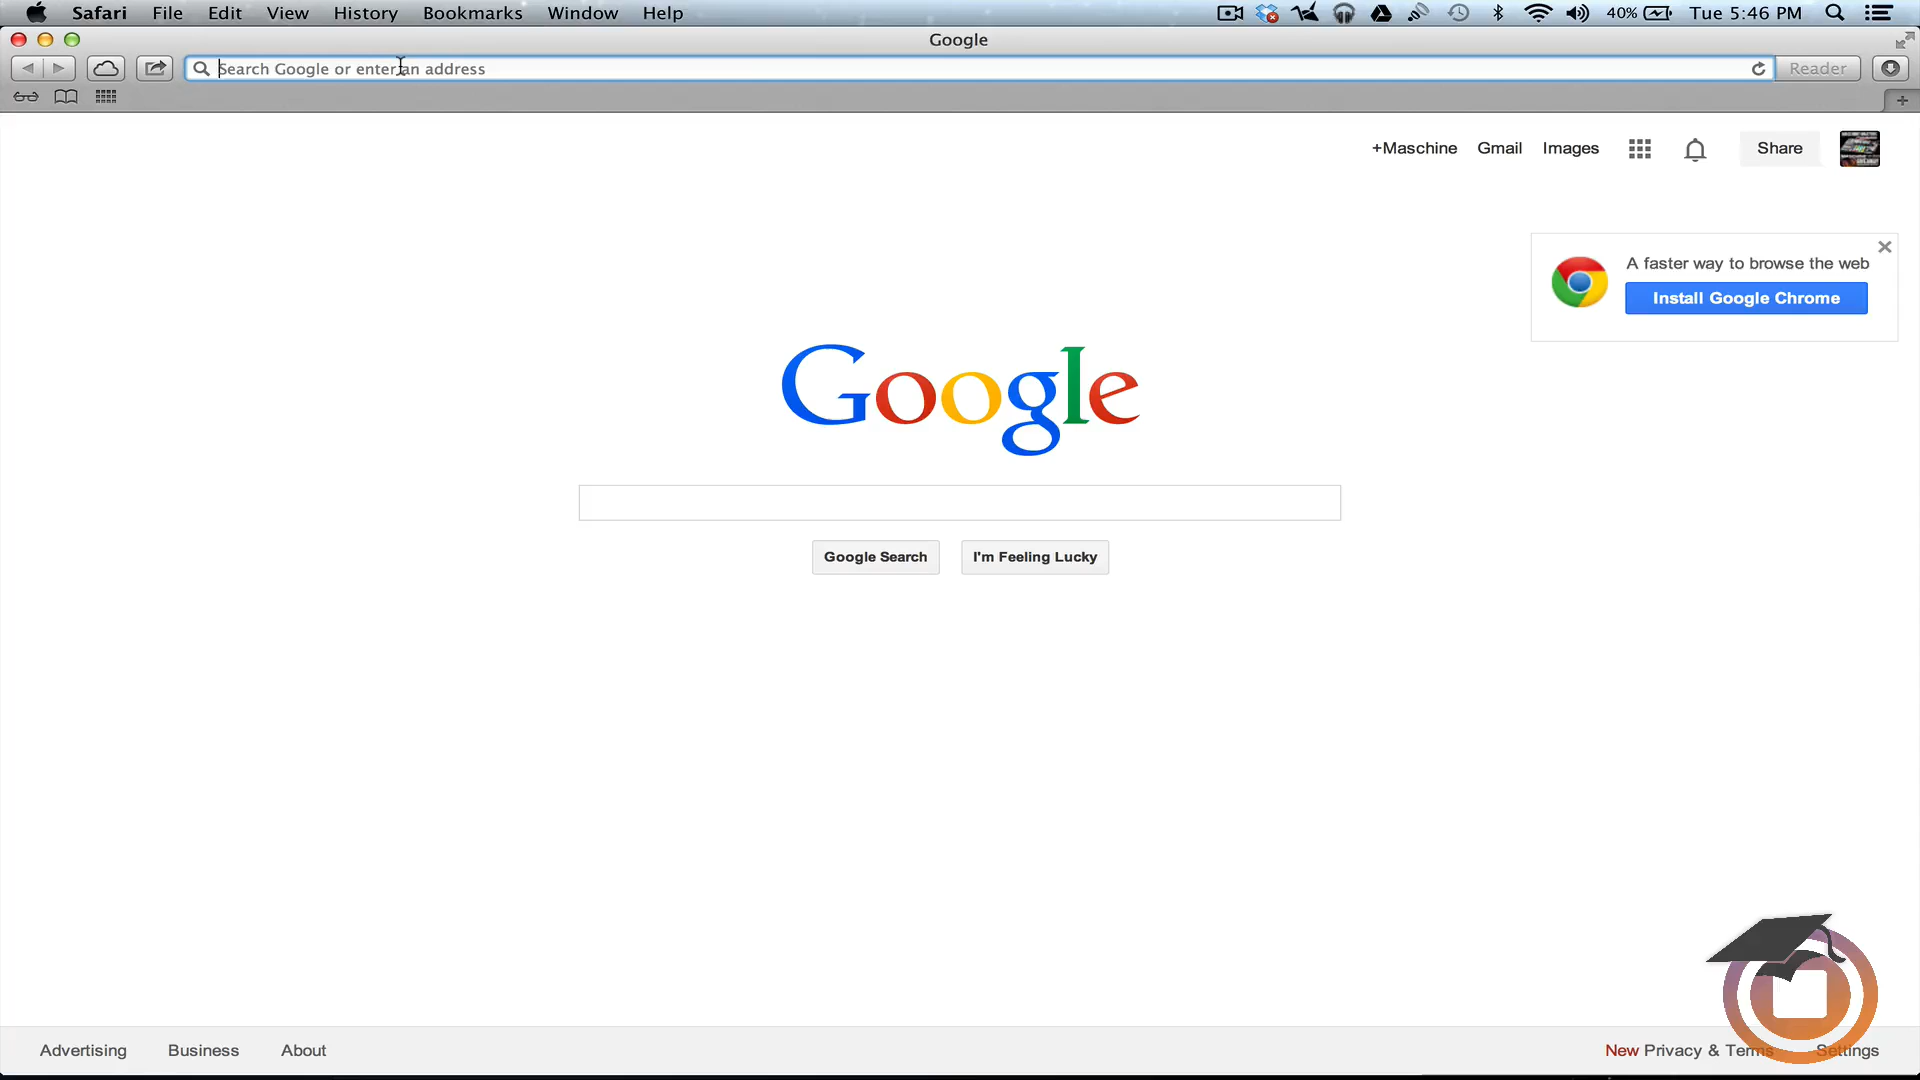 Safari File Edit View History Bookmarks Window Help 40% Tue 5:46 PM
Google
Search Google or enter an address Reader
+Maschine Gmail Images Share
A faster way to browse the web
Install Google Chrome
Google
Google Search I'm Feeling Lucky
Advertising Business About New Privacy & Terms Settings